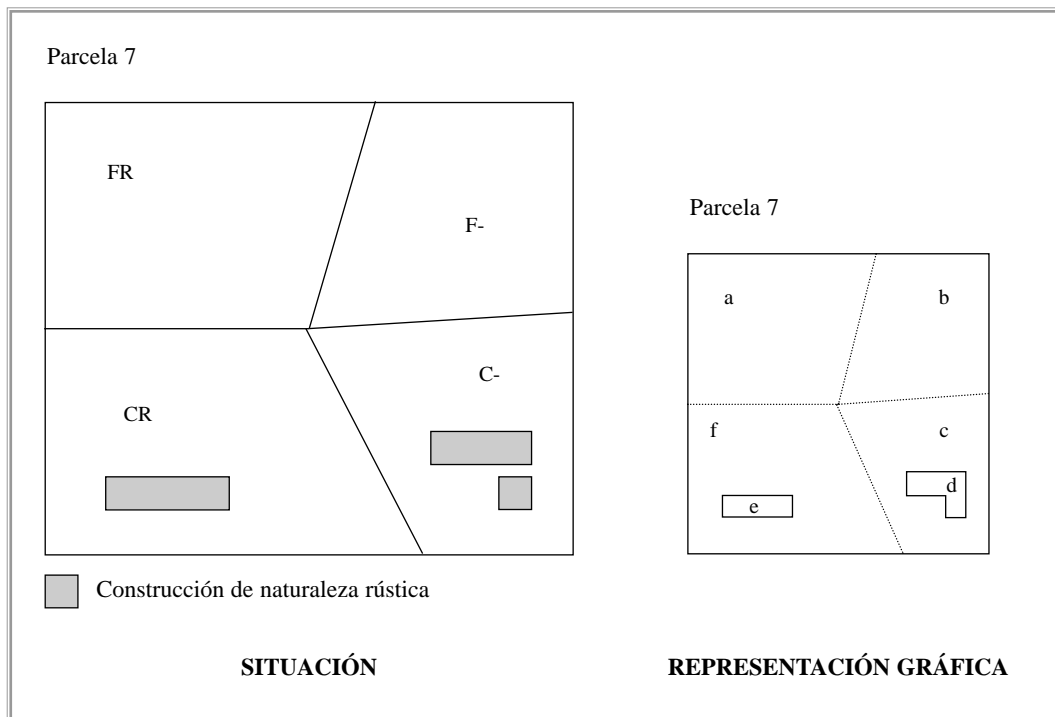 Parcela 7
FR
F-
CR
C-
Construcción de naturaleza rústica
SITUACIÓN
Parcela 7
a
b
f
c
d
e
REPRESENTACIÓN GRÁFICA